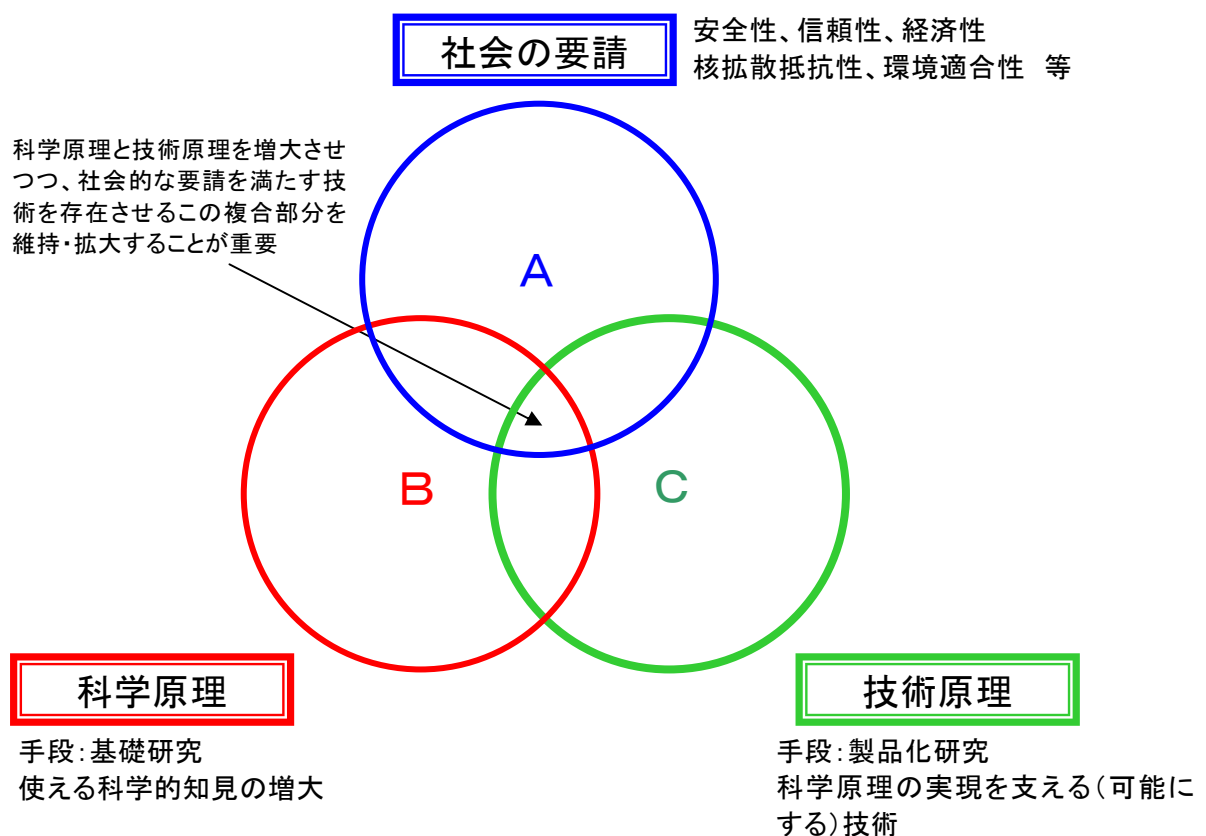 社会の要請
安全性、信頼性、経済性
核拡散抵抗性、環境適合性　等
科学原理と技術原理を増大させ
つつ、社会的な要請を満たす技
術を存在させるこの複合部分を
維持・拡大することが重要
A
B
C
科学原理
手段：基礎研究
使える科学的知見の増大
技術原理
手段：製品化研究
科学原理の実現を支える（可能に
する）技術